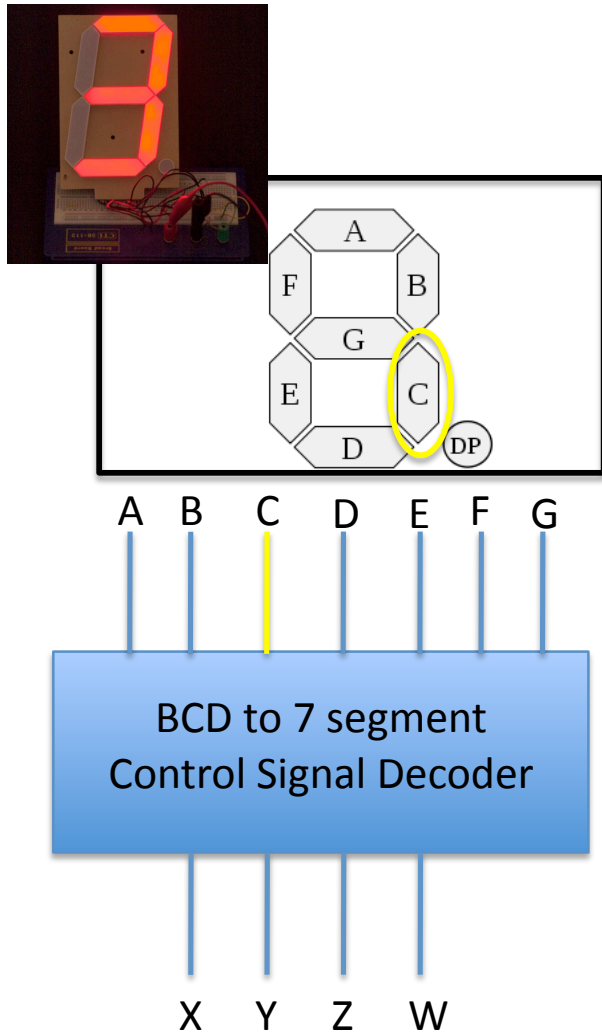 A
F
B
G
E
C
D
DP
A B C D E F G
BCD to 7 segment
Control Signal Decoder
X Y Z W